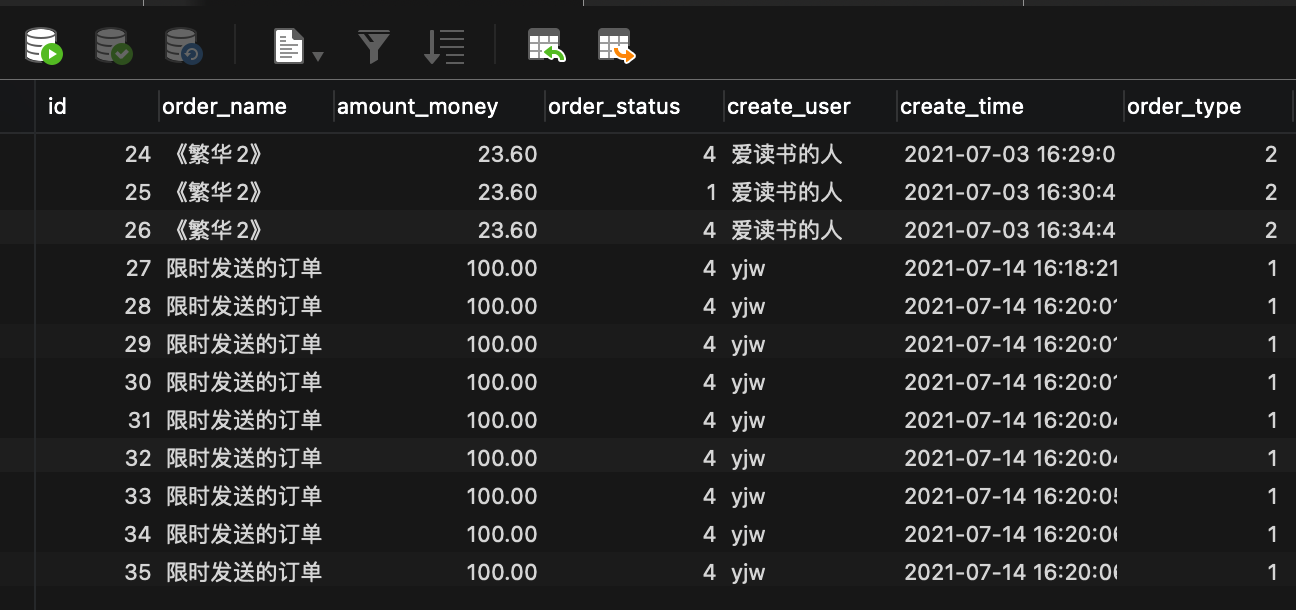 id order_name amount_money order_status create_user create_time order_type
24 《繁华2》 23.60 4 爱读书的人 2021-07-03 16:29:0 2
25 《繁华2》 23.60 1 爱读书的人 2021-07-03 16:30:4 2
26 《繁华2》 23.60 4 爱读书的人 2021-07-03 16:34:4 2
27 限时发送的订单 100.00 4 yjw 2021-07-14 16:18:21 1
28 限时发送的订单 100.00 4 yjw 2021-07-14 16:20:01 1
29 限时发送的订单 100.00 4 yjw 2021-07-14 16:20:01 1
30 限时发送的订单 100.00 4 yjw 2021-07-14 16:20:01 1
31 限时发送的订单 100.00 4 yjw 2021-07-14 16:20:04 1
32 限时发送的订单 100.00 4 yjw 2021-07-14 16:20:04 1
33 限时发送的订单 100.00 4 yjw 2021-07-14 16:20:05 1
34 限时发送的订单 100.00 4 yjw 2021-07-14 16:20:06 1
35 限时发送的订单 100.00 4 yjw 2021-07-14 16:20:06 1